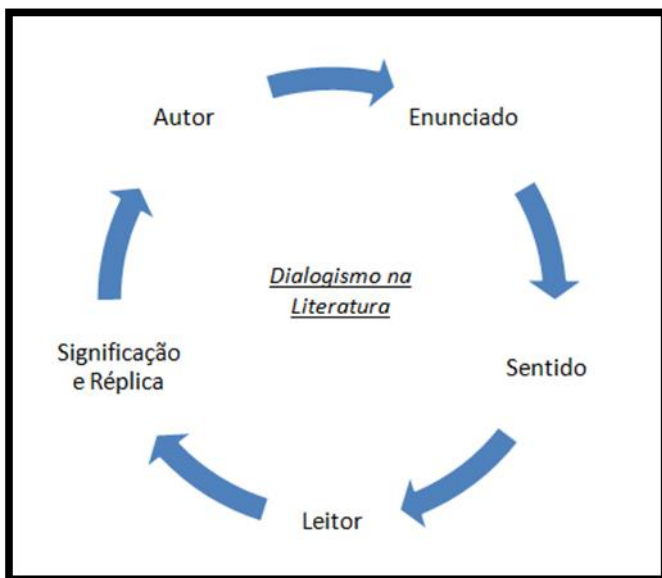 Autor
Enunciado
Dialogismo na
Literatura
Significação
e Réplica
Sentido
Leitor